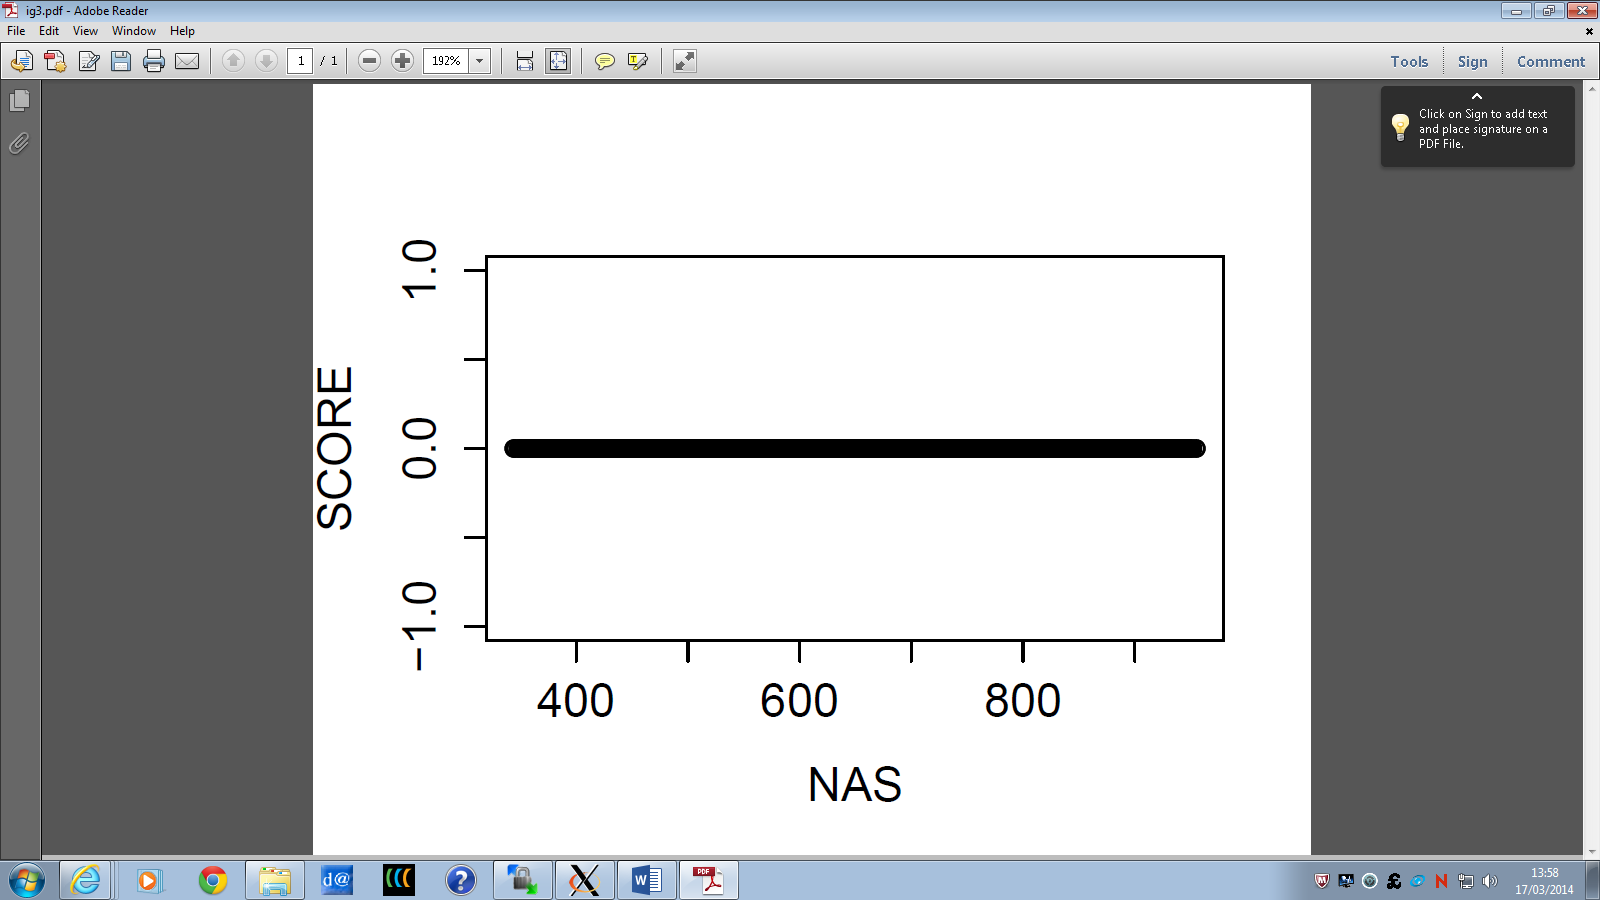 ig3.pdf - Adobe Reader
File Edit View Window Help
1 / 1 192% Tools Sign Comment
Click on Sign to add text
and place signature on a
PDF File.
1.0
0.0
−1.0
SCORE
400 600 800
NAS
d@
13:58
17/03/2014